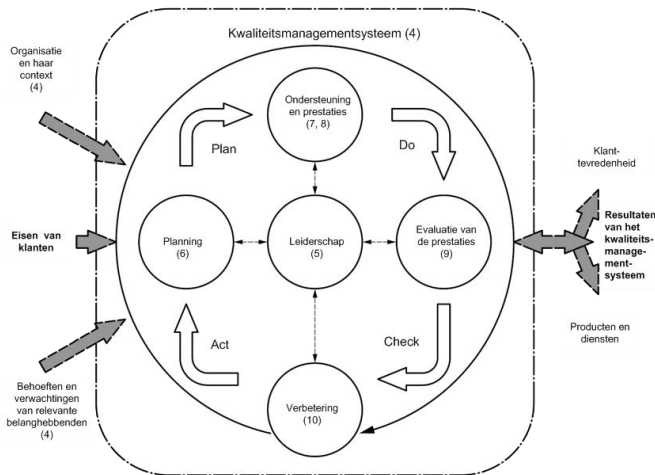 Kwaliteitsmanagementsysteem (4)
Organisatie
en haar
context
(4)
Ondersteuning
en prestaties
(7, 8)
Plan
Do
Klant-
tevredenheid
Eisen van
klanten
Planning
(6)
Leiderschap
(5)
Evaluatie van
de prestaties
(9)
Resultaten
van het
kwaliteits-
manage-
ment-
systeem
Act
Check
Producten en
diensten
Behoeften en
verwachtingen
van relevante
belanghebbenden
(4)
Verbetering
(10)